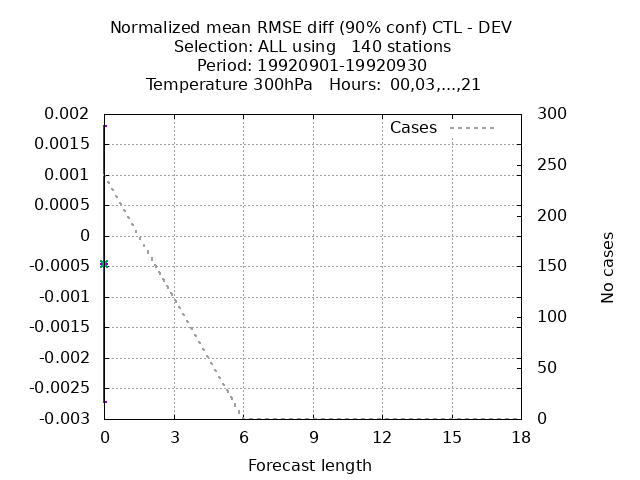 Normalized mean RMSE diff (90% conf) CTL - DEV
Selection: ALL using   140 stations
Period: 19920901-19920930
Temperature 300hPa   Hours:  00,03,...,21
Cases
0.002
0.0015
0.001
0.0005
0
-0.0005
-0.001
-0.0015
-0.002
-0.0025
-0.003
300
250
200
150
100
50
0
No cases
0 3 6 9 12 15 18
Forecast length